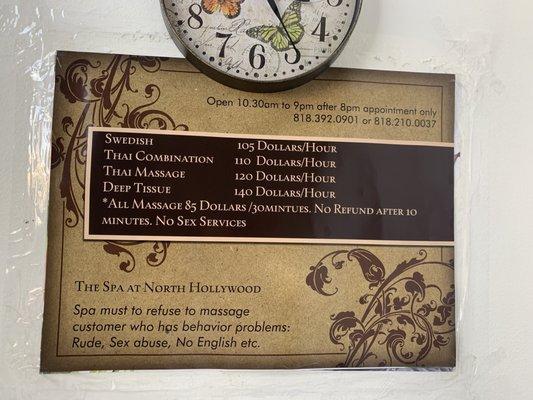 8 4
7 6 5
Open 10.30am to 9pm after 8pm appointment only
818.392.0901 or 818.210.0037
Swedish 105 Dollars/Hour
Thai Combination 110 Dollars/Hour
Thai Massage 120 Dollars/Hour
Deep Tissue 140 Dollars/Hour
*All Massage 85 Dollars /30mintues. No Refund after 10
minutes. No Sex Services
The Spa at North Hollywood
Spa must to refuse to massage
customer who has behavior problems:
Rude, Sex abuse, No English etc.